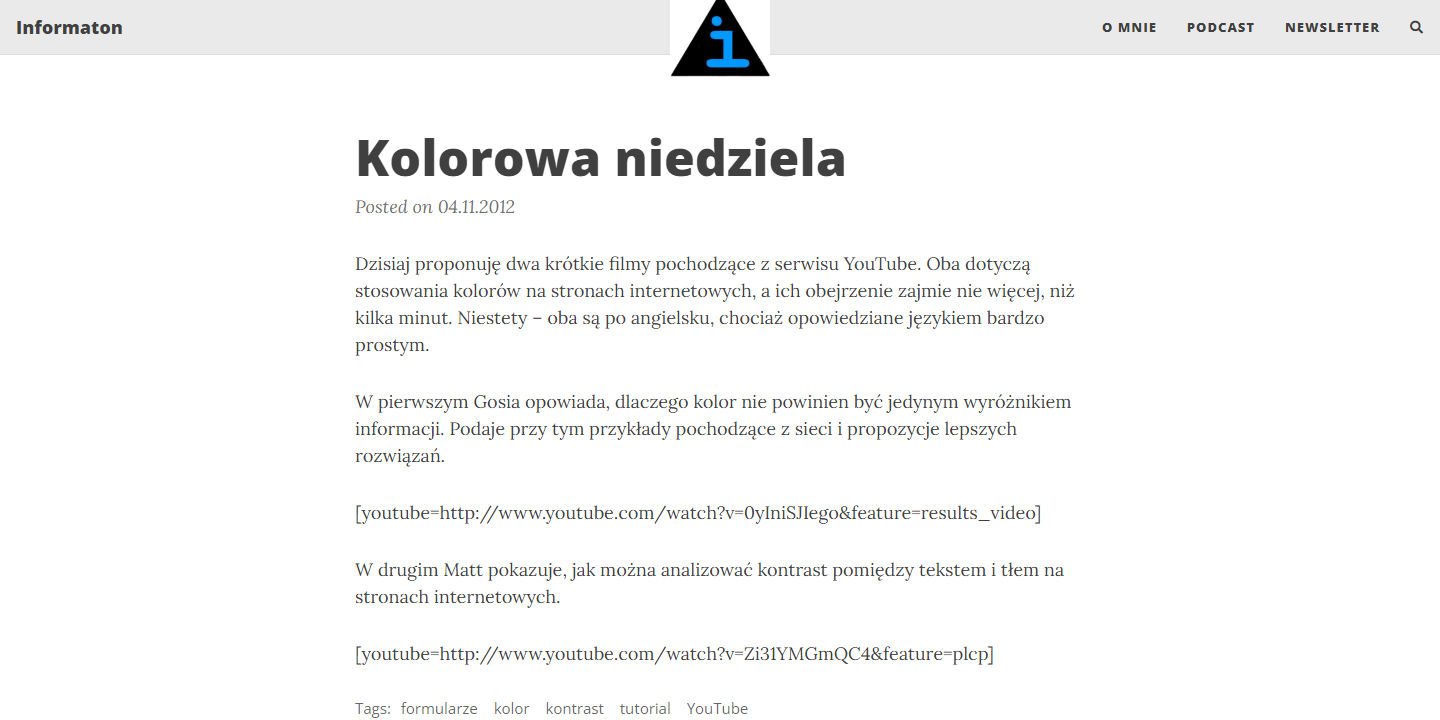 Informaton
i
O MNIE
PODCAST
NEWSLETTER
Kolorowa niedziela
Posted on 04.11.2012
Dzisiaj proponuję dwa krótkie filmy pochodzące z serwisu YouTube. Oba dotyczą
stosowania kolorów na stronach internetowych, a ich obejrzenie zajmie nie więcej, niż
kilka minut. Niestety – oba są po angielsku, chociaż opowiedziane językiem bardzo
prostym.
W pierwszym Gosia opowiada, dlaczego kolor nie powinien być jedynym wyróżnikiem
informacji. Podaje przy tym przykłady pochodzące z sieci i propozycje lepszych
rozwiązań.
[youtube=http://www.youtube.com/watch?v=0yIniSJIego&feature=results_video]
W drugim Matt pokazuje, jak można analizować kontrast pomiędzy tekstem i tłem na
stronach internetowych.
[youtube=http://www.youtube.com/watch?v=Zi31YMGmQC4&feature=plcp]
Tags: formularze kolor kontrast tutorial YouTube